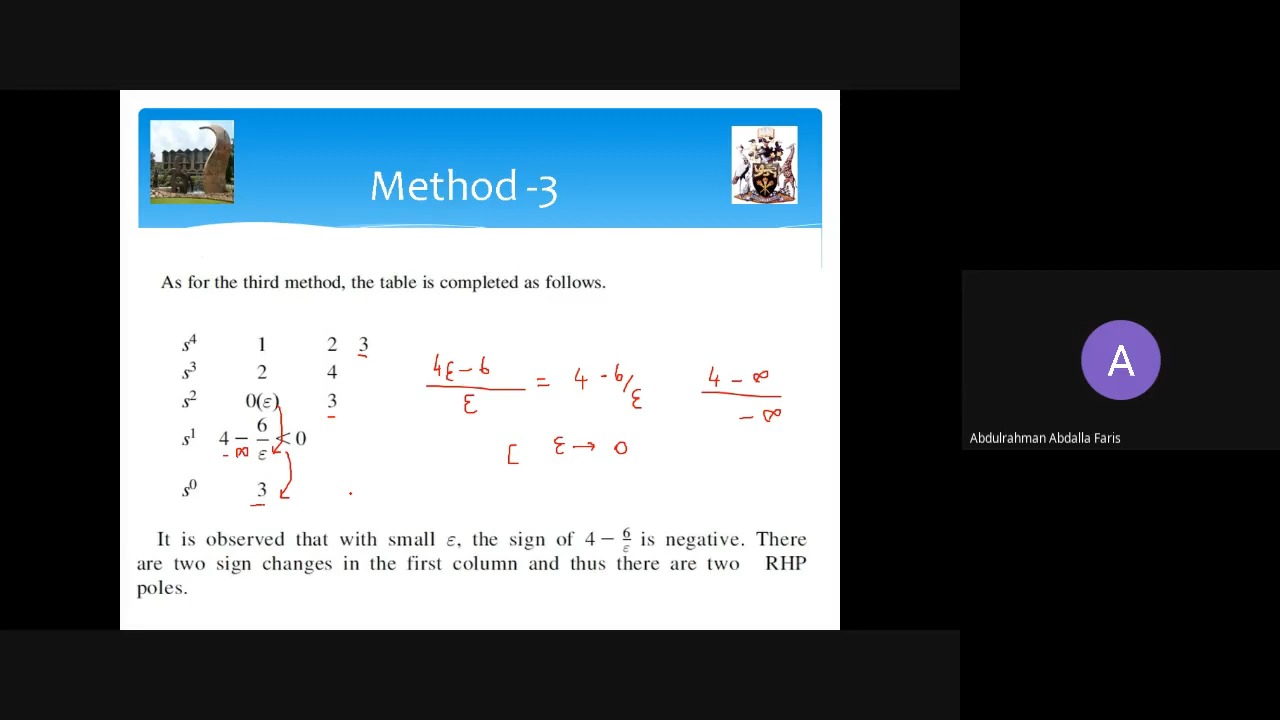 Method -3
As for the third method, the table is completed as follows.
s⁴ 1 2 3
s³ 2 4
s² 0(ε) 3
s¹ 4 − 6/ε < 0
- ∞
s⁰ 3
4ε − 6 / ε = 4 - 6/ε
4 - ∞
- ∞
[ ε → 0
It is observed that with small ε, the sign of 4 − 6/ε is negative. There
are two sign changes in the first column and thus there are two RHP
poles.
A
Abdulrahman Abdalla Faris